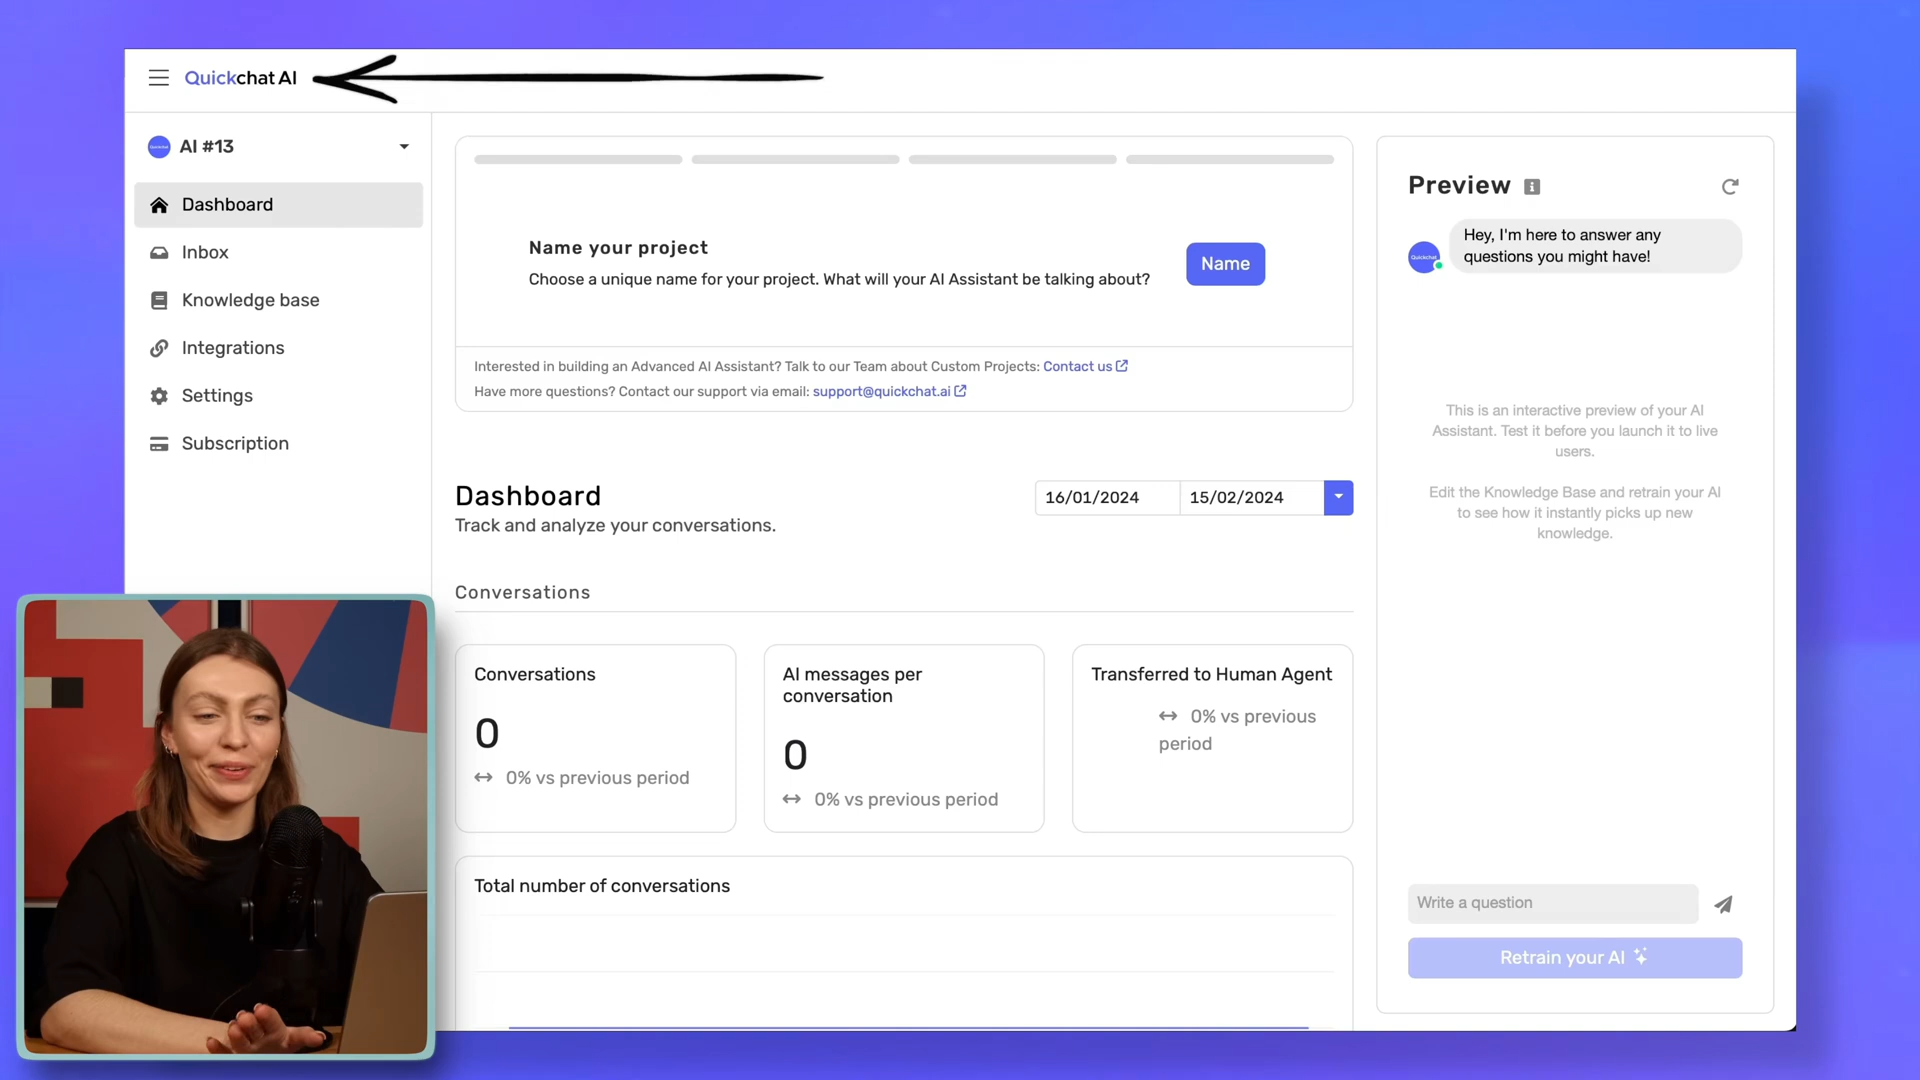 Quickchat AI
AI #13
Dashboard
Inbox
Knowledge base
Integrations
Settings
Subscription
Name your project
Choose a unique name for your project. What will your AI Assistant be talking about?
Name
Interested in building an Advanced AI Assistant? Talk to our Team about Custom Projects: Contact us
Have more questions? Contact our support via email: support@quickchat.ai
Dashboard
Track and analyze your conversations.
16/01/2024
15/02/2024
Conversations
Conversations
0
0% vs previous period
AI messages per
conversation
0
0% vs previous period
Transferred to Human Agent
0% vs previous
period
Total number of conversations
Preview
Hey, I'm here to answer any
questions you might have!
Quickchat
This is an interactive preview of your AI
Assistant. Test it before you launch it to live
users.
Edit the Knowledge Base and retrain your AI
to see how it instantly picks up new
knowledge.
Write a question
Retrain your AI